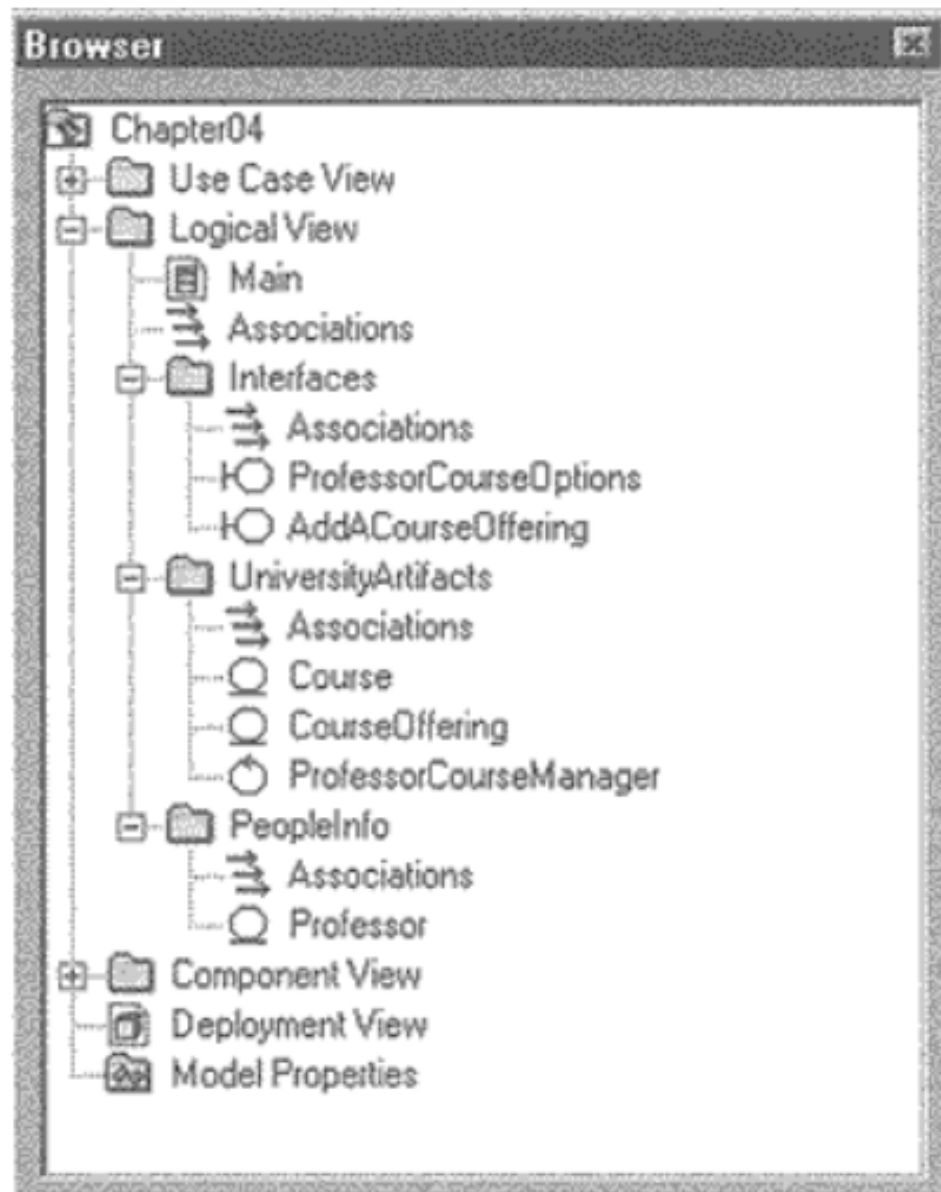 Browser
Chapter04
Use Case View
Logical View
Main
Associations
Interfaces
Associations
ProfessorCourseOptions
AddACourseOffering
UniversityArtifacts
Associations
Course
CourseOffering
ProfessorCourseManager
PeopleInfo
Associations
Professor
Component View
Deployment View
Model Properties